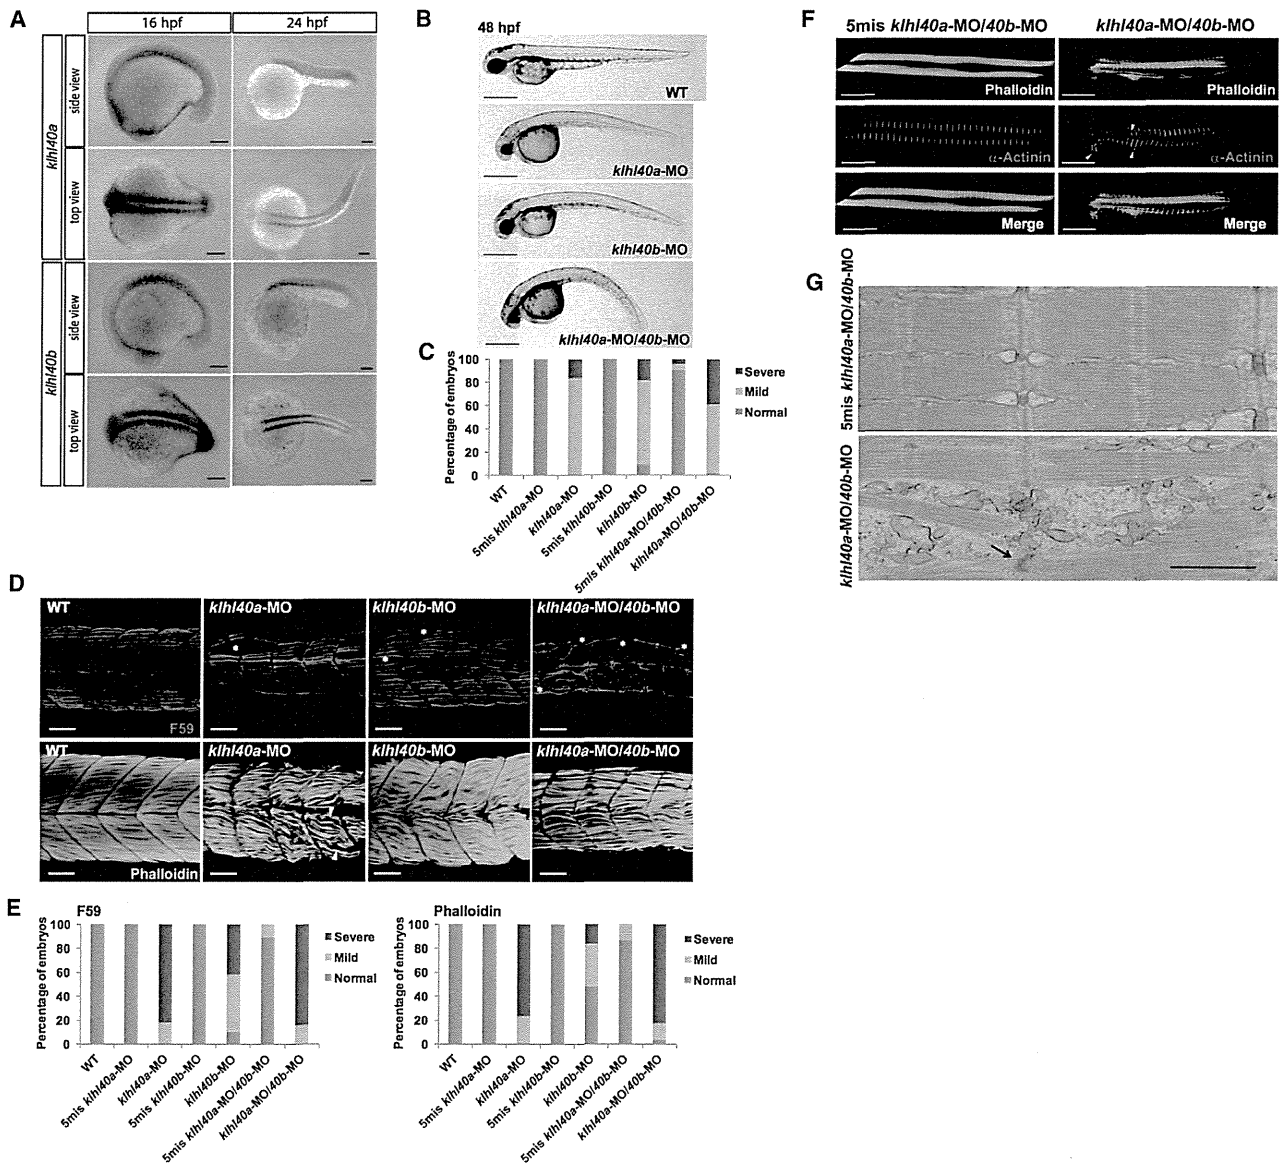 A
16 hpf
24 hpf
klhl40a
side view
top view
klhl40b
side view
top view
B
48 hpf
WT
klhl40a-MO
klhl40b-MO
klhl40a-MO/40b-MO
C
Percentage of embryos
100
80
60
40
20
0
Severe
Mild
Normal
WT
5mis klhl40a-MO
klhl40a-MO
5mis klhl40b-MO
klhl40b-MO
5mis klhl40a-MO/40b-MO
klhl40a-MO/40b-MO
D
WT
klhl40a-MO
klhl40b-MO
klhl40a-MO/40b-MO
F59
WT
klhl40a-MO
klhl40b-MO
klhl40a-MO/40b-MO
Phalloidin
E
F59
Percentage of embryos
100
80
60
40
20
0
Severe
Mild
Normal
WT
5mis klhl40a-MO
klhl40a-MO
5mis klhl40b-MO
klhl40b-MO
5mis klhl40a-MO/40b-MO
klhl40a-MO/40b-MO
Phalloidin
Percentage of embryos
100
80
60
40
20
0
Severe
Mild
Normal
WT
5mis klhl40a-MO
klhl40a-MO
5mis klhl40b-MO
klhl40b-MO
5mis klhl40a-MO/40b-MO
klhl40a-MO/40b-MO
F
5mis klhl40a-MO/40b-MO
klhl40a-MO/40b-MO
Phalloidin
Phalloidin
α-Actinin
α-Actinin
Merge
Merge
G
5mis klhl40a-MO/40b-MO
klhl40a-MO/40b-MO